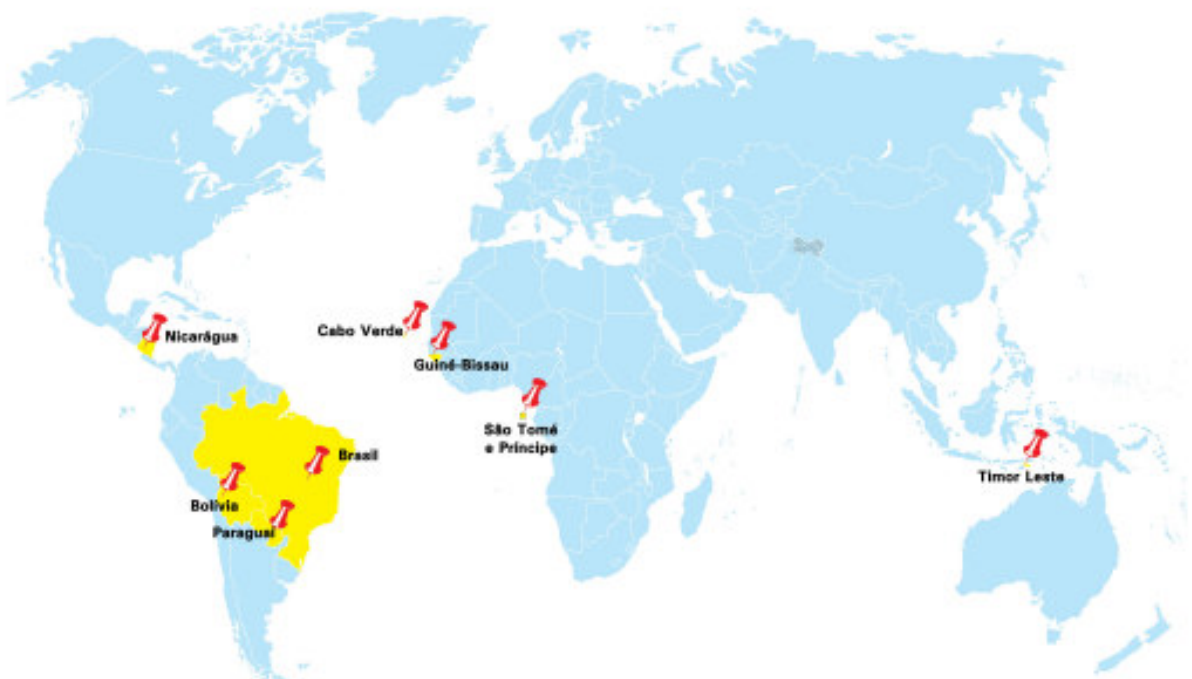 Nicarágua
Cabo Verde
Guiné-Bissau
São Tomé
e Príncipe
Brasil
Bolívia
Paraguai
Timor Leste